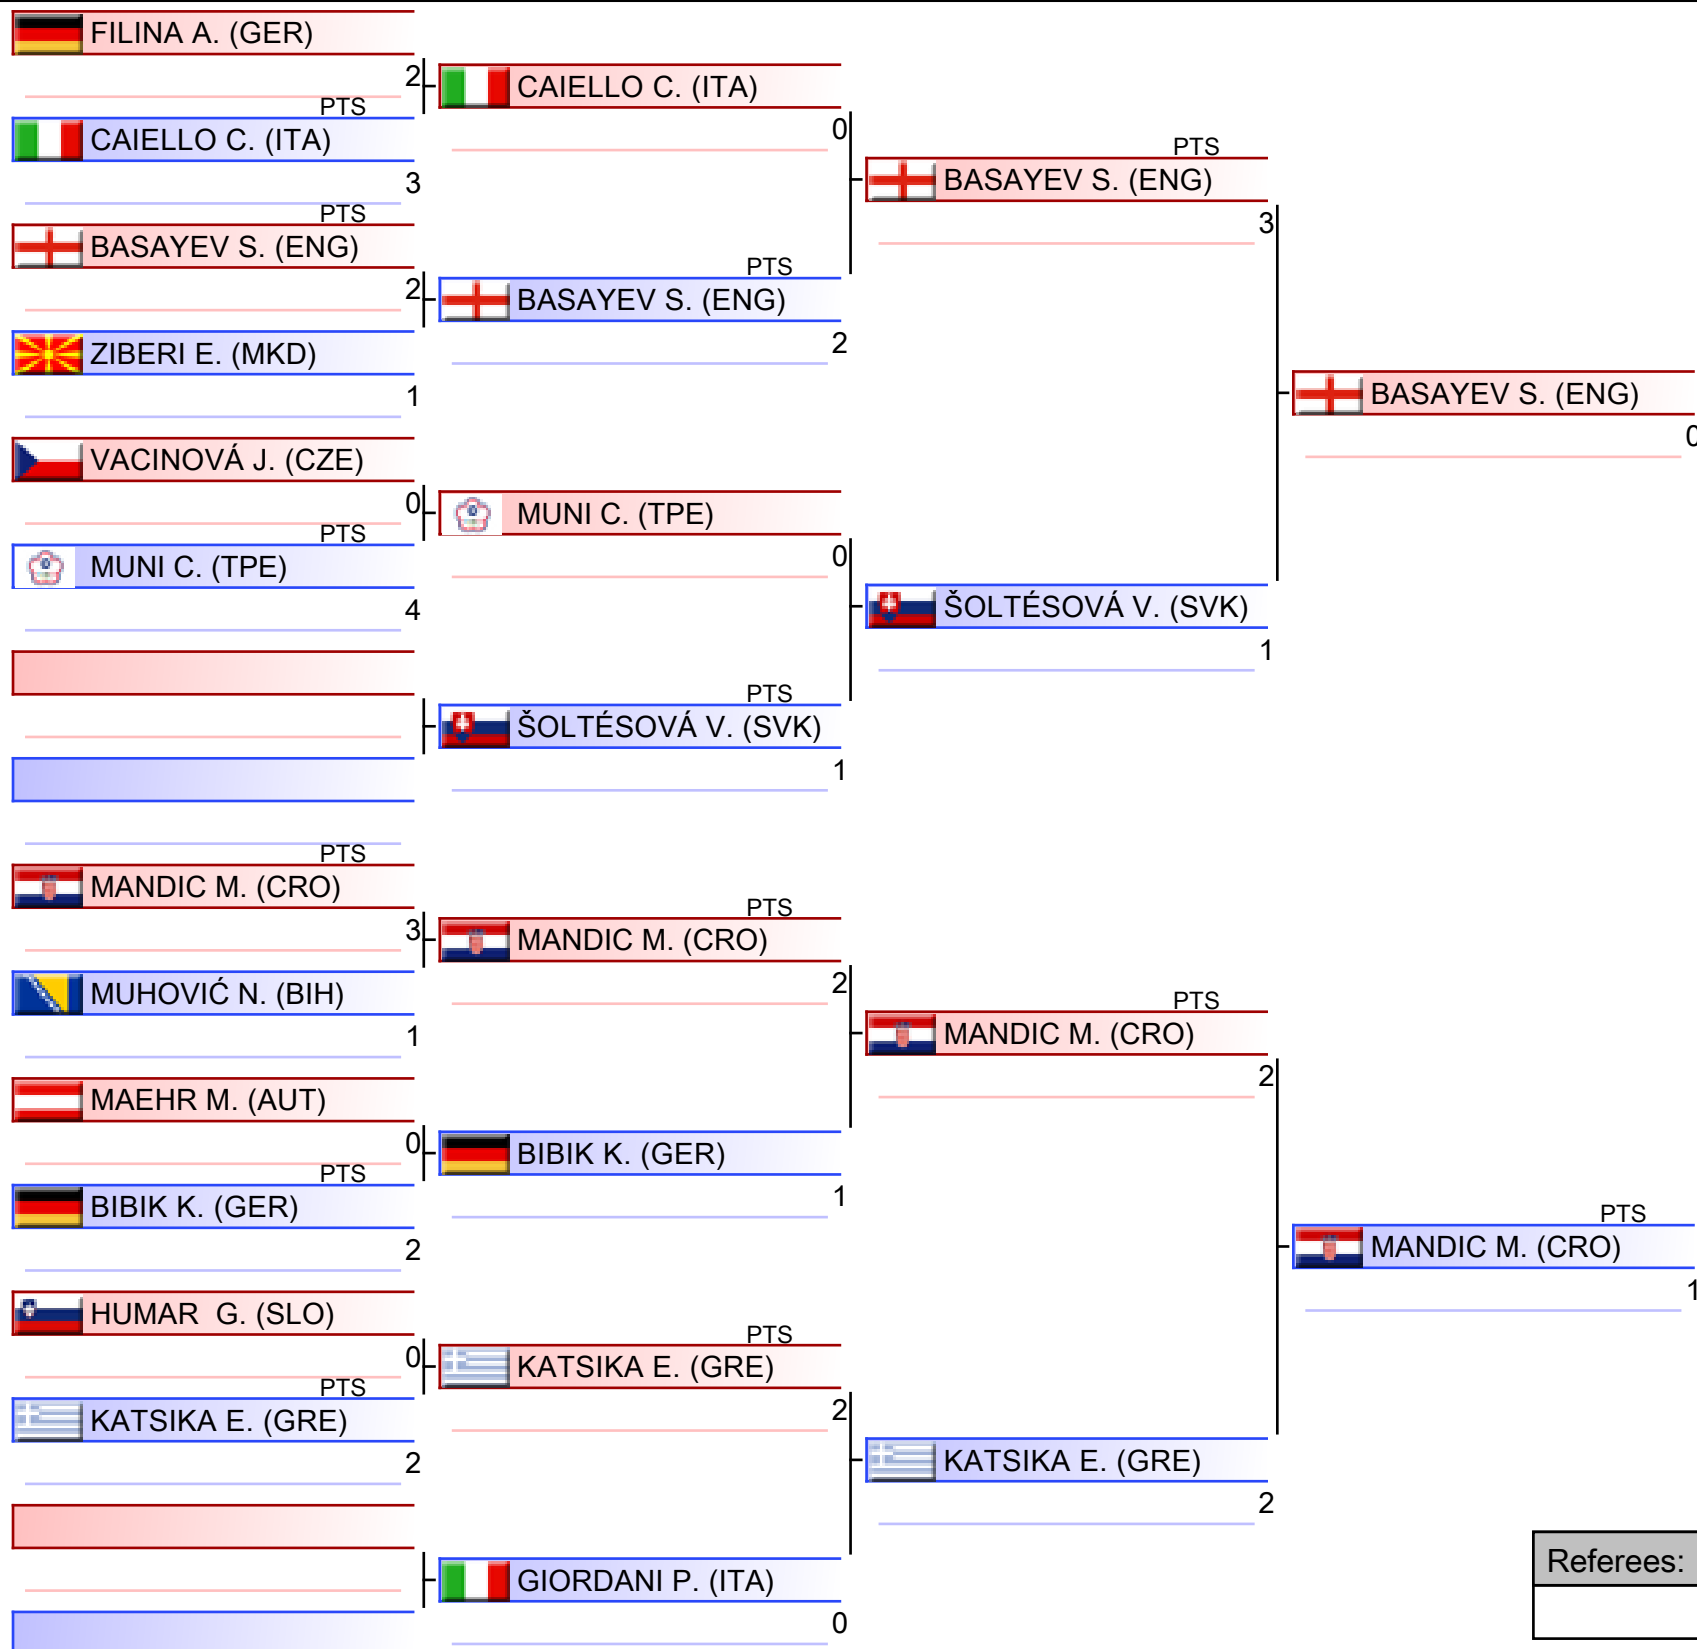 FILINA A. (GER)
2
PTS
CAIELLO C. (ITA)
3
PTS
BASAYEV S. (ENG)
2
ZIBERI E. (MKD)
1
VACINOVÁ J. (CZE)
0
PTS
MUNI C. (TPE)
4
PTS
MANDIC M. (CRO)
3
MUHOVIĆ N. (BIH)
1
MAEHR M. (AUT)
0
PTS
BIBIK K. (GER)
2
HUMAR  G. (SLO)
0
PTS
KATSIKA E. (GRE)
2
CAIELLO C. (ITA)
0
PTS
BASAYEV S. (ENG)
2
MUNI C. (TPE)
0
PTS
ŠOLTÉSOVÁ V. (SVK)
1
PTS
MANDIC M. (CRO)
2
BIBIK K. (GER)
1
PTS
KATSIKA E. (GRE)
2
GIORDANI P. (ITA)
0
PTS
BASAYEV S. (ENG)
3
ŠOLTÉSOVÁ V. (SVK)
1
PTS
MANDIC M. (CRO)
2
KATSIKA E. (GRE)
2
BASAYEV S. (ENG)
0
PTS
MANDIC M. (CRO)
1
Referees: